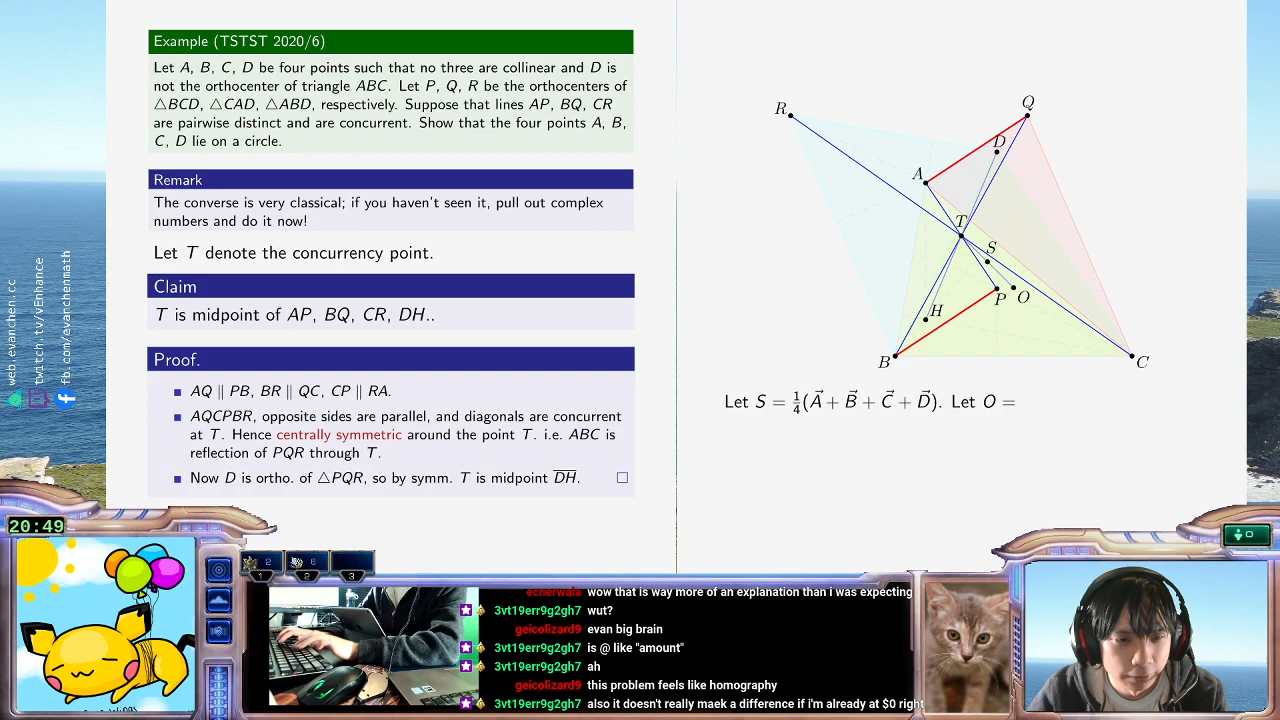 Example (TSTST 2020/6)
Let A, B, C, D be four points such that no three are collinear and D is
not the orthocenter of triangle ABC. Let P, Q, R be the orthocenters of
△BCD, △CAD, △ABD, respectively. Suppose that lines AP, BQ, CR
are pairwise distinct and are concurrent. Show that the four points A, B,
C, D lie on a circle.
Remark
The converse is very classical; if you haven't seen it, pull out complex
numbers and do it now!
Let T denote the concurrency point.
Claim
T is midpoint of AP, BQ, CR, DH..
Proof.
■ AQ ∥ PB, BR ∥ QC, CP ∥ RA.
■ AQCPBR, opposite sides are parallel, and diagonals are concurrent
at T. Hence centrally symmetric around the point T. i.e. ABC is
reflection of PQR through T.
■ Now D is ortho. of △PQR, so by symm. T is midpoint D̅H̅. □
R
Q
D
A
T
S
P
O
H
B
C
Let S = ¼(A⃗ + B⃗ + C⃗ + D⃗). Let O =
web.evanchen.cc
twitch.tv/vEnhance
fb.com/evanchenmath
20:49
2
6
1
2
3
echerwala wow that is way more of an explanation than i was expecting
3vt19err9g2gh7 wut?
geicolizard9 evan big brain
3vt19err9g2gh7 is @ like "amount"
3vt19err9g2gh7 ah
geicolizard9 this problem feels like homography
3vt19err9g2gh7 also it doesn't really maek a difference if i'm already at $0 right